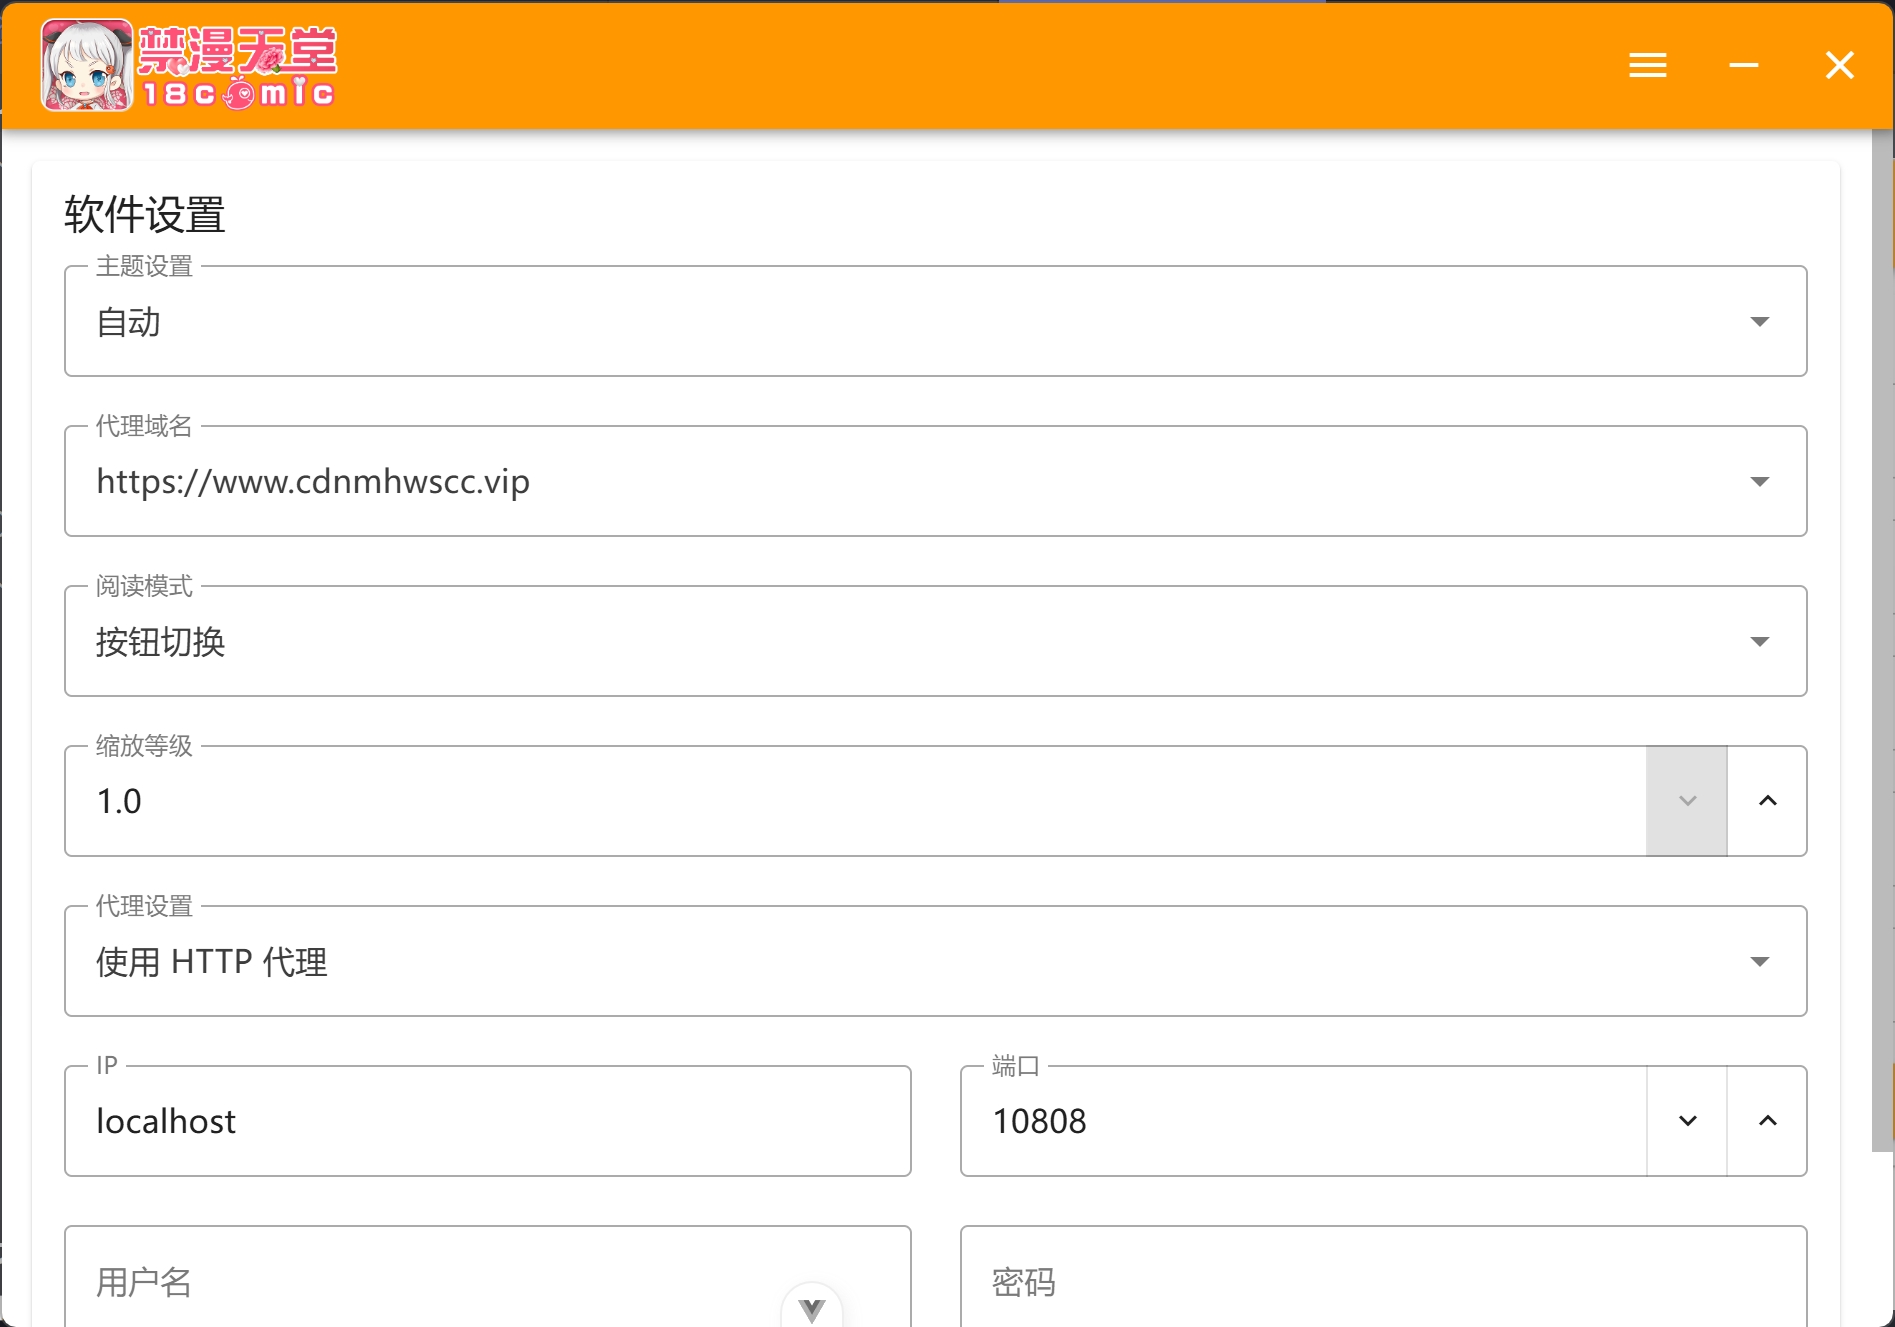 禁漫天堂
18comic
软件设置
主题设置
自动
代理域名
https://www.cdnmhwscc.vip
阅读模式
按钮切换
缩放等级
1.0
代理设置
使用 HTTP 代理
IP
localhost
端口
10808
用户名
密码